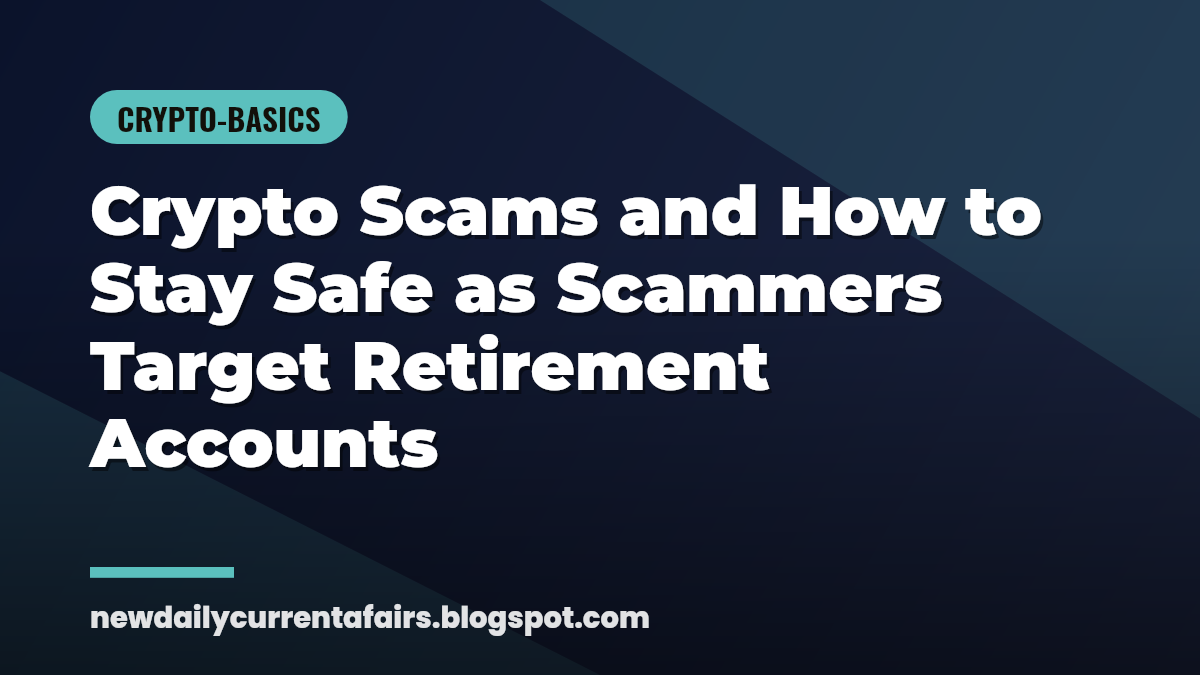 CRYPTO-BASICS
Crypto Scams and How to
Stay Safe as Scammers
Target Retirement
Accounts
newdailycurrentafairs.blogspot.com